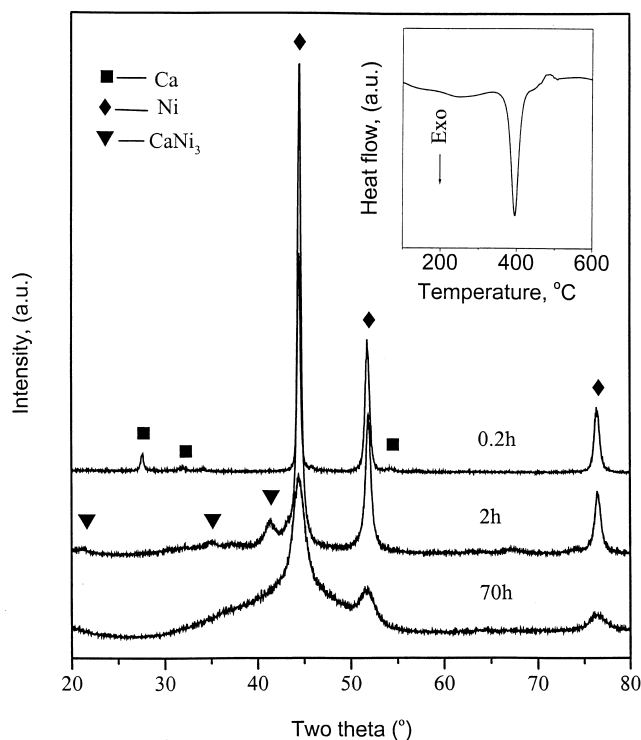 Ca
Ni
CaNi₃
Exo
Heat flow, (a.u.)
200
400
600
Temperature, °C
Intensity, (a.u.)
0.2h
2h
70h
20
30
40
50
60
70
80
Two theta (°)